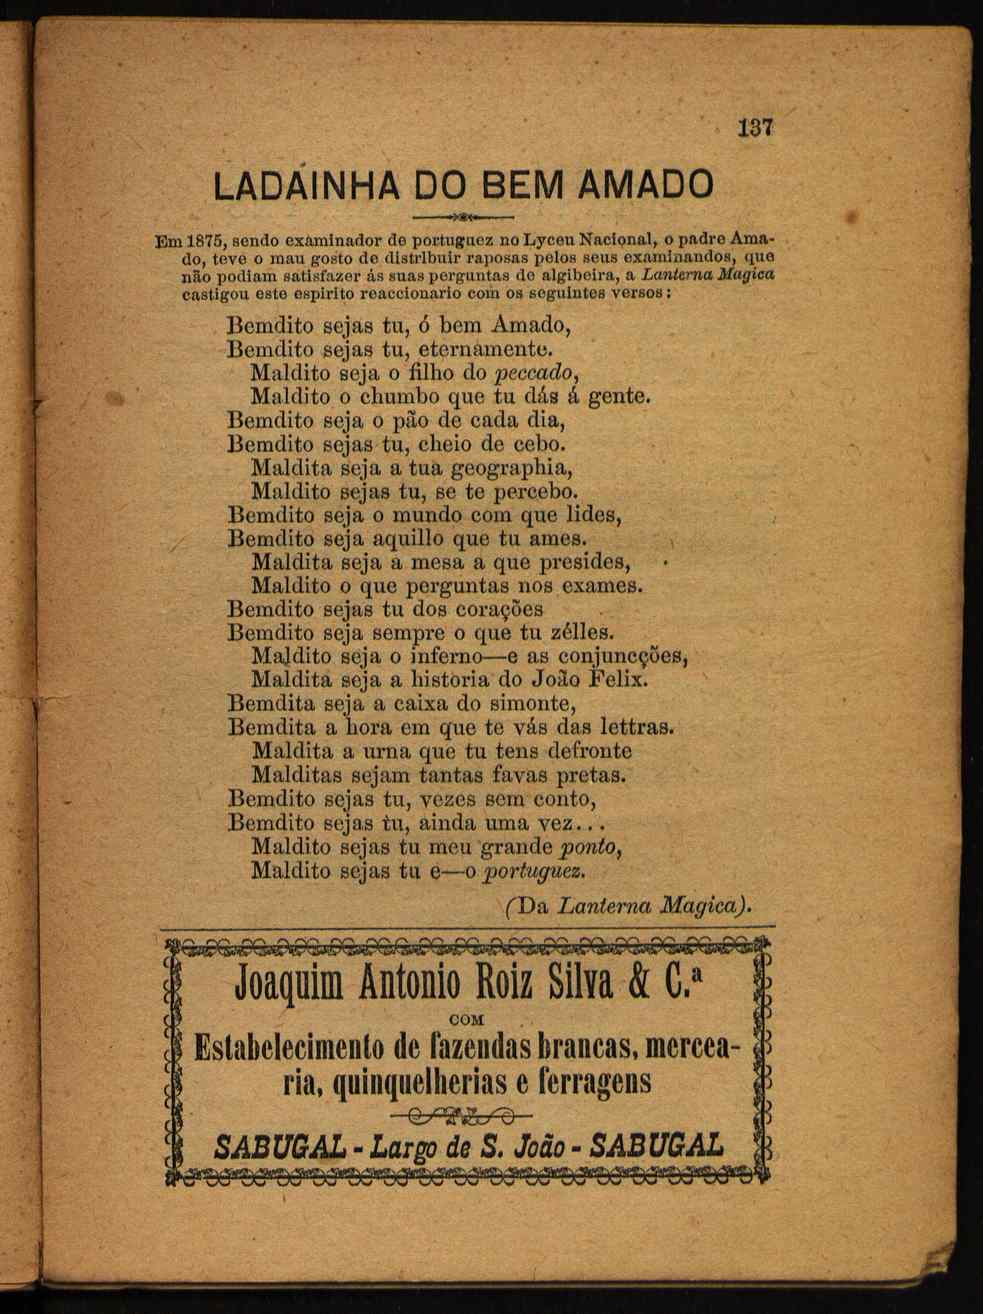 137
LADAÍNHA DO BEM AMADO
Em 1875, sendo examinador de portuguez no Lyceu Nacional, o padre Ama-
do, teve o mau gosto de distribuir raposas pelos seus examinandos, que
não podiam satisfazer ás suas perguntas de algibeira, a Lanterna Magica
castigou este espirito reaccionario com os seguintes versos:
Bemdito sejas tu, ó bem Amado,
Bemdito sejas tu, eternamente.
Maldito seja o filho do peccado,
Maldito o chumbo que tu dás á gente.
Bemdito seja o pão de cada dia,
Bemdito sejas tu, cheio de cebo.
Maldita seja a tua geographia,
Maldito sejas tu, se te percebo.
Bemdito seja o mundo com que lides,
Bemdito seja aquillo que tu ames.
Maldita seja a mesa a que presides,
Maldito o que perguntas nos exames.
Bemdito sejas tu dos corações
Bemdito seja sempre o que tu zélles.
Maldito seja o inferno—e as conjuncções,
Maldita seja a historia do João Felix.
Bemdita seja a caixa do simonte,
Bemdita a hora em que te vás das lettras.
Maldita a urna que tu tens defronte
Malditas sejam tantas favas pretas.
Bemdito sejas tu, vezes sem conto,
Bemdito sejas tu, ainda uma vez...
Maldito sejas tu meu grande ponto,
Maldito sejas tu e—o portuguez.
(Da Lanterna Magica).
Joaquim Antonio Roiz Silva & C.ª
COM
Estabelecimento de fazendas brancas, mercea-
ria, quinquelherias e ferragens
SABUGAL - Largo de S. João - SABUGAL